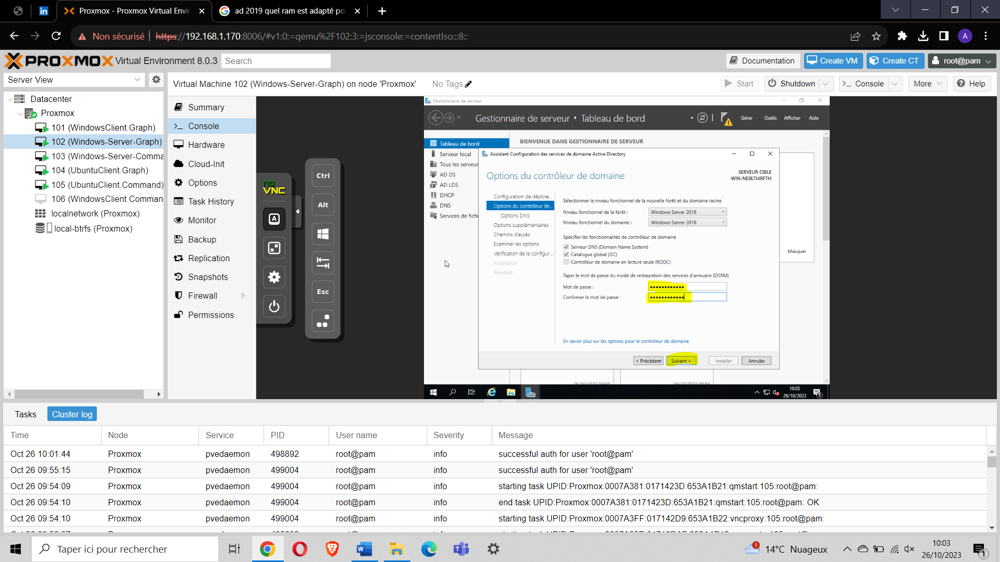 Proxmox - Proxmox Virtual Envir
ad 2019 quel ram est adapté po
Non sécurisé
https://192.168.1.170:8006/#v1:0:=qemu%2F102:3:=jsconsole:=contentIso:::8::
A
PROXMOX Virtual Environment 8.0.3
Search
Documentation
Create VM
Create CT
root@pam
Server View
Virtual Machine 102 (Windows-Server-Graph) on node 'Proxmox'
No Tags
Start
Shutdown
Console
More
Help
Datacenter
Proxmox
101 (WindowsClient.Graph)
102 (Windows-Server-Graph)
103 (Windows-Server-Comma
104 (UbuntuClient.Graph)
105 (UbuntuClient.Command)
106 (WindowsClient.Comman
localnetwork (Proxmox)
local-btrfs (Proxmox)
Summary
Console
Hardware
Cloud-Init
Options
Task History
Monitor
Backup
Replication
Snapshots
Firewall
Permissions
no
VNC
A
Ctrl
Alt
Esc
Gestionnaire de serveur
Gestionnaire de serveur
Tableau de bord
Gérer
Outils
Afficher
Aide
Tableau de bord
Serveur local
Tous les serveur
AD DS
AD LDS
DHCP
DNS
Services de fichi
BIENVENUE DANS GESTIONNAIRE DE SERVEUR
Masquer
Assistant Configuration des services de domaine Active Directory
Options du contrôleur de domaine
SERVEUR CIBLE
WIN-NE8LTI4RFTH
Configuration de déploie...
Options du contrôleur de...
Options DNS
Options supplémentaires
Chemins d'accès
Examiner les options
Vérification de la configur...
Installation
Résultats
Sélectionner le niveau fonctionnel de la nouvelle forêt et du domaine racine
Niveau fonctionnel de la forêt :
Windows Server 2016
Niveau fonctionnel du domaine :
Windows Server 2016
Spécifier les fonctionnalités de contrôleur de domaine
Serveur DNS (Domain Name System)
Catalogue global (GC)
Contrôleur de domaine en lecture seule (RODC)
Taper le mot de passe du mode de restauration des services d'annuaire (DSRM)
Mot de passe :
Confirmer le mot de passe :
En savoir plus sur les options pour le contrôleur de domaine
< Précédent
Suivant >
Installer
Annuler
26/10/2023 09:59
26/10/2023 09:59
10:03
26/10/2023
1
Tasks
Cluster log
Time Node Service PID User name Severity Message
Oct 26 10:01:44 Proxmox pvedaemon 498892 root@pam info successful auth for user 'root@pam'
Oct 26 09:55:15 Proxmox pvedaemon 499004 root@pam info successful auth for user 'root@pam'
Oct 26 09:54:09 Proxmox pvedaemon 499004 root@pam info starting task UPID:Proxmox:0007A381:0171423D:653A1B21:qmstart:105:root@pam:
Oct 26 09:54:10 Proxmox pvedaemon 499004 root@pam info end task UPID:Proxmox:0007A381:0171423D:653A1B21:qmstart:105:root@pam: OK
Oct 26 09:54:10 Proxmox pvedaemon 499004 root@pam info starting task UPID:Proxmox:0007A3FF:017142D9:653A1B22:vncproxy:105:root@pam:
Taper ici pour rechercher
1
14°C Nuageux
10:03
26/10/2023
1